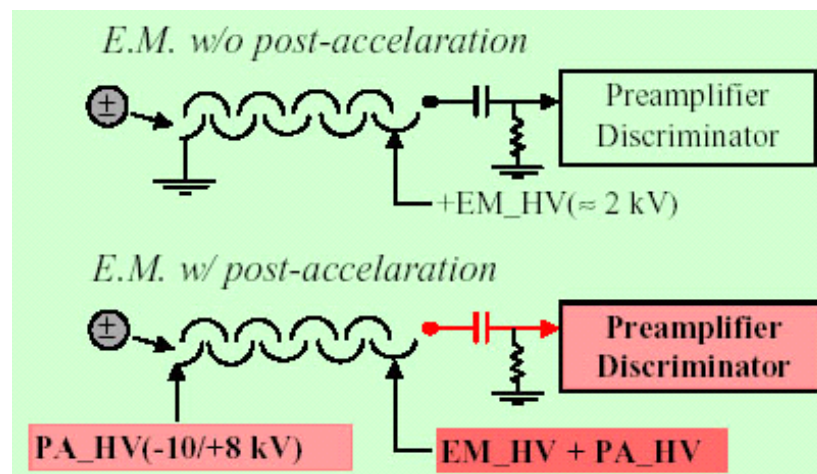 E.M. w/o post-accelaration
±
Preamplifier
Discriminator
+EM_HV(≈ 2 kV)
E.M. w/ post-accelaration
±
Preamplifier
Discriminator
PA_HV(-10/+8 kV)
EM_HV + PA_HV